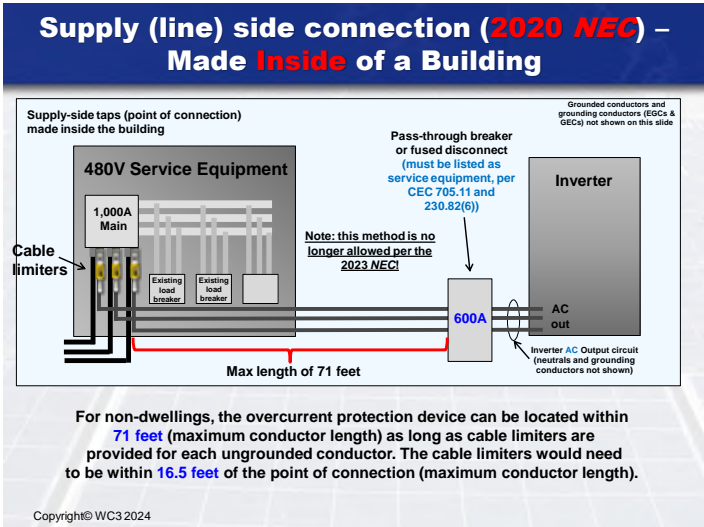 Supply (line) side connection (2020 NEC) –
Made Inside of a Building
Supply-side taps (point of connection)
made inside the building
Grounded conductors and
grounding conductors (EGCs &
GECs) not shown on this slide
Pass-through breaker
or fused disconnect
(must be listed as
service equipment, per
CEC 705.11 and
230.82(6))
480V Service Equipment
Inverter
1,000A
Main
Note: this method is no
longer allowed per the
2023 NEC!
Cable
limiters
Existing
load
breaker
Existing
load
breaker
600A
AC
out
Inverter AC Output circuit
(neutrals and grounding
conductors not shown)
Max length of 71 feet
For non-dwellings, the overcurrent protection device can be located within
71 feet (maximum conductor length) as long as cable limiters are
provided for each ungrounded conductor. The cable limiters would need
to be within 16.5 feet of the point of connection (maximum conductor length).
Copyright© WC3 2024